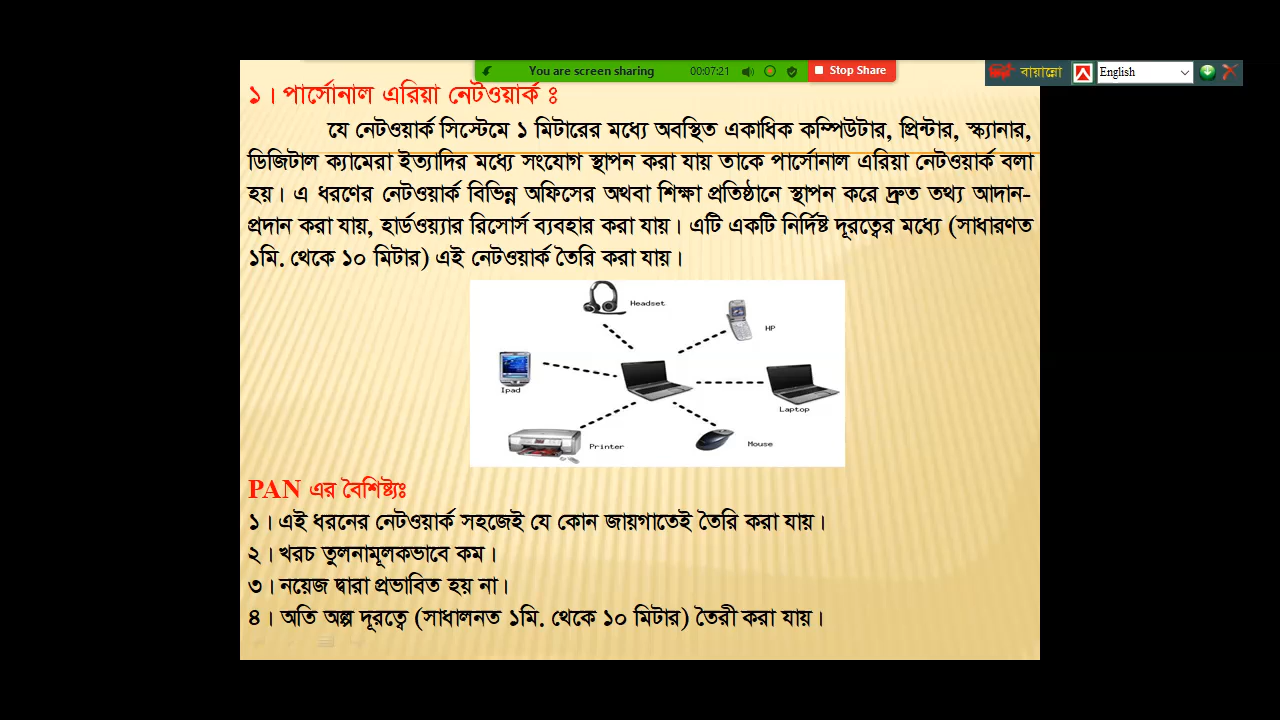 You are screen sharing 00:07:21 Stop Share
বায়ান্নো English
১। পার্সোনাল এরিয়া নেটওয়ার্ক ঃ
যে নেটওয়ার্ক সিস্টেমে ১ মিটারের মধ্যে অবস্থিত একাধিক কম্পিউটার, প্রিন্টার, স্ক্যানার,
ডিজিটাল ক্যামেরা ইত্যাদির মধ্যে সংযোগ স্থাপন করা যায় তাকে পার্সোনাল এরিয়া নেটওয়ার্ক বলা
হয়। এ ধরণের নেটওয়ার্ক বিভিন্ন অফিসের অথবা শিক্ষা প্রতিষ্ঠানে স্থাপন করে দ্রুত তথ্য আদান-
প্রদান করা যায়, হার্ডওয়্যার রিসোর্স ব্যবহার করা যায়। এটি একটি নির্দিষ্ট দূরত্বের মধ্যে (সাধারণত
১মি. থেকে ১০ মিটার) এই নেটওয়ার্ক তৈরি করা যায়।
Headset
HP
Ipad
Laptop
Printer
Mouse
PAN এর বৈশিষ্ট্যঃ
১। এই ধরনের নেটওয়ার্ক সহজেই যে কোন জায়গাতেই তৈরি করা যায়।
২। খরচ তুলনামূলকভাবে কম।
৩। নয়েজ দ্বারা প্রভাবিত হয় না।
৪। অতি অল্প দূরত্বে (সাধালনত ১মি. থেকে ১০ মিটার) তৈরী করা যায়।